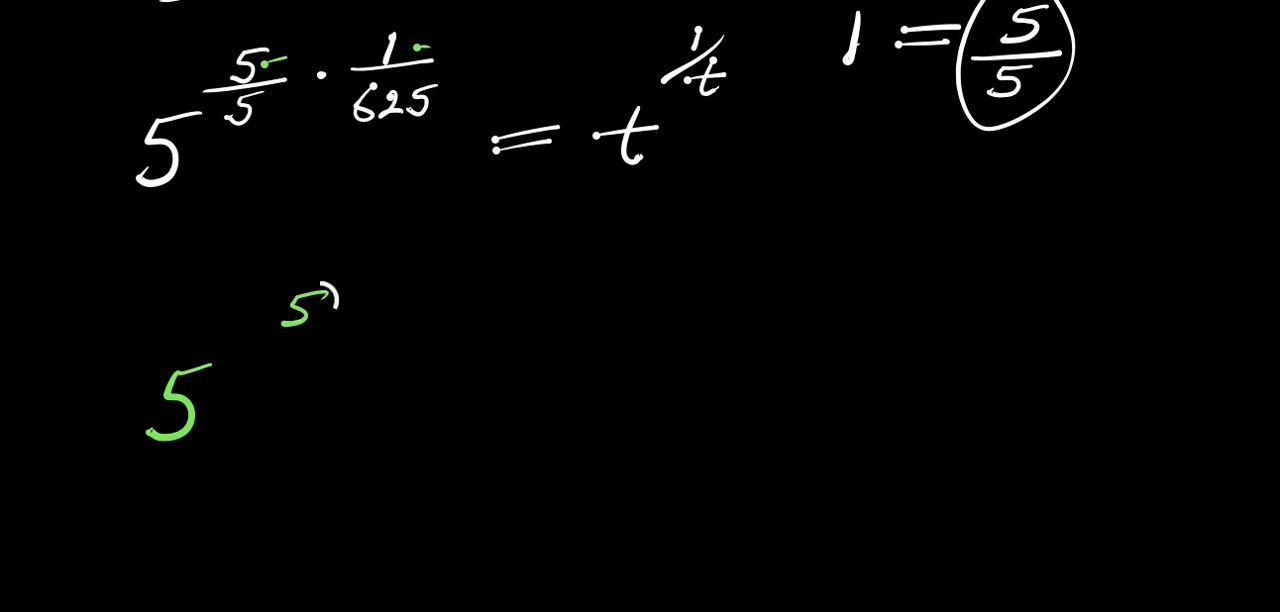 5^(5/5 · 1/625) = t^(1/t) 1 = 5/5
5^5